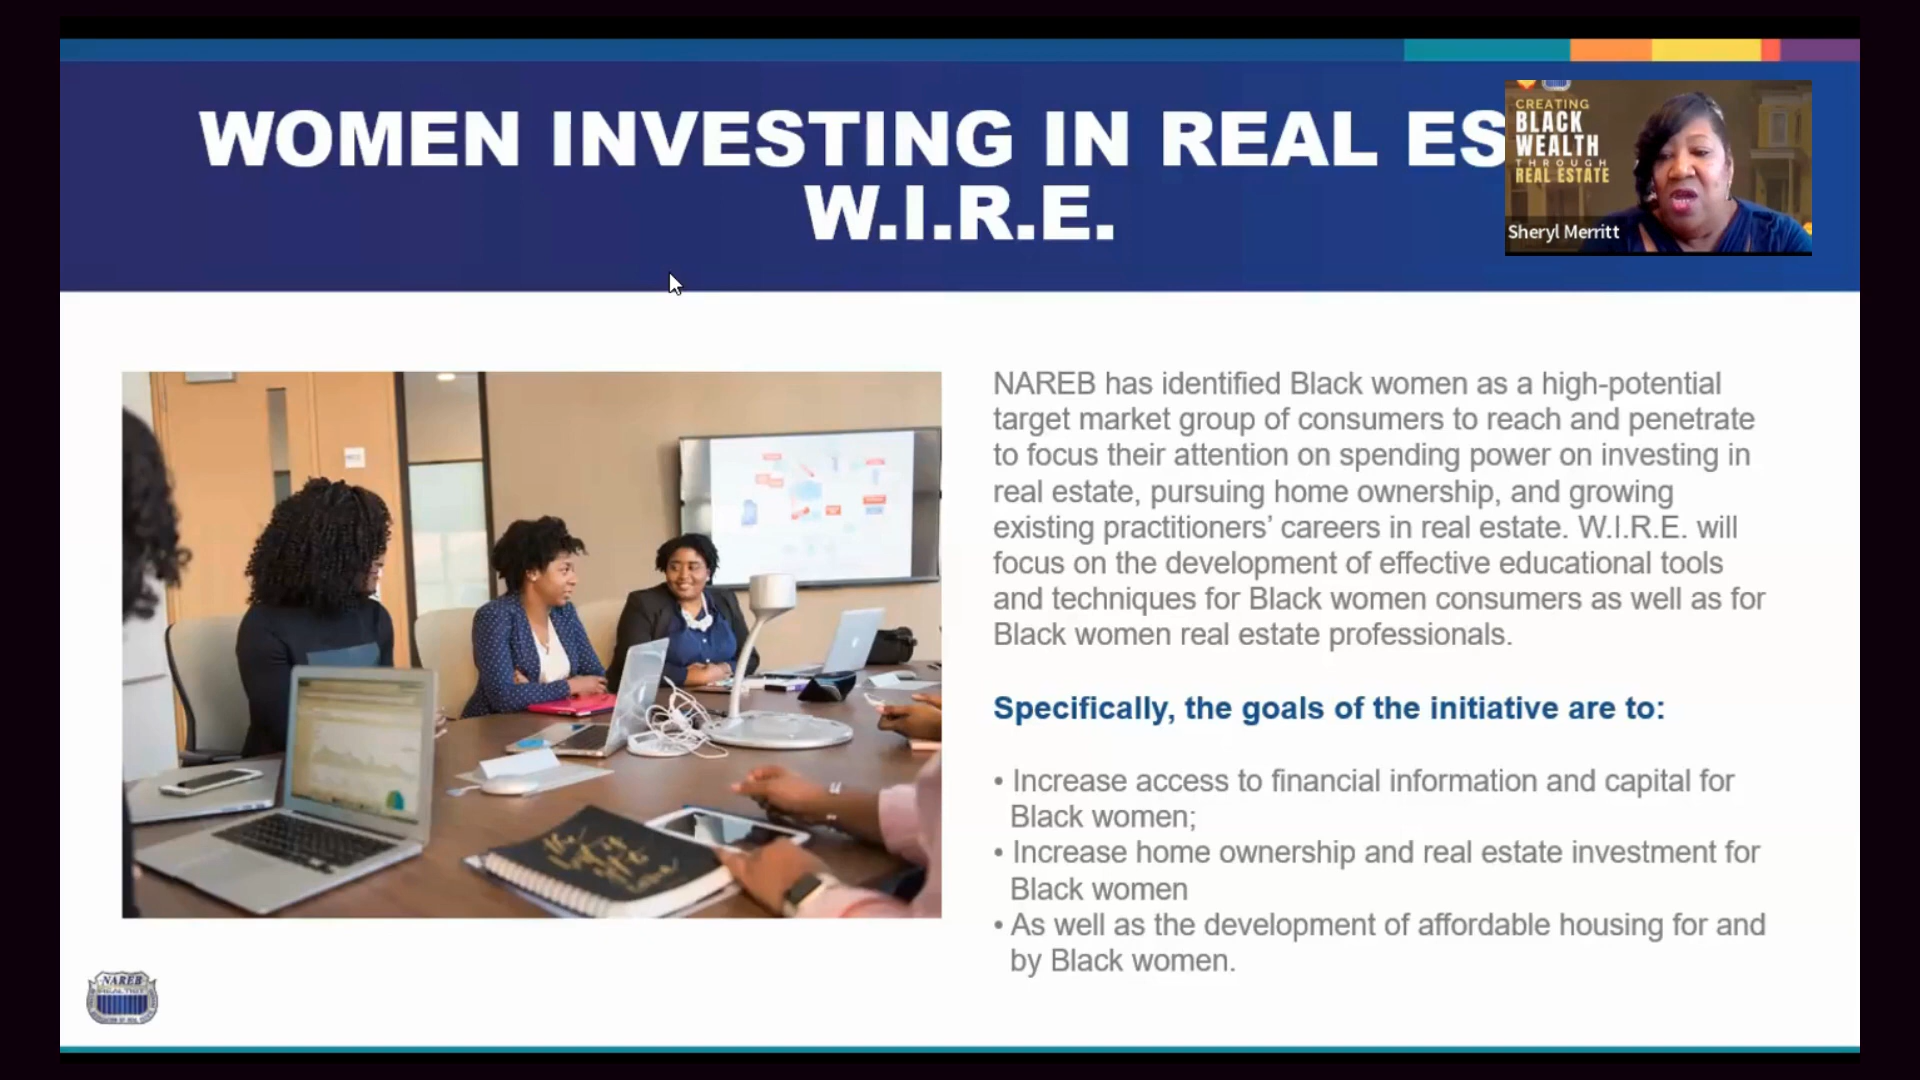 WOMEN INVESTING IN REAL ES
W.I.R.E.
CREATING
BLACK
WEALTH
THROUGH
REAL ESTATE
Sheryl Merritt
NAREB has identified Black women as a high-potential
target market group of consumers to reach and penetrate
to focus their attention on spending power on investing in
real estate, pursuing home ownership, and growing
existing practitioners’ careers in real estate. W.I.R.E. will
focus on the development of effective educational tools
and techniques for Black women consumers as well as for
Black women real estate professionals.
Specifically, the goals of the initiative are to:
• Increase access to financial information and capital for
Black women;
• Increase home ownership and real estate investment for
Black women
• As well as the development of affordable housing for and
by Black women.
NAREB